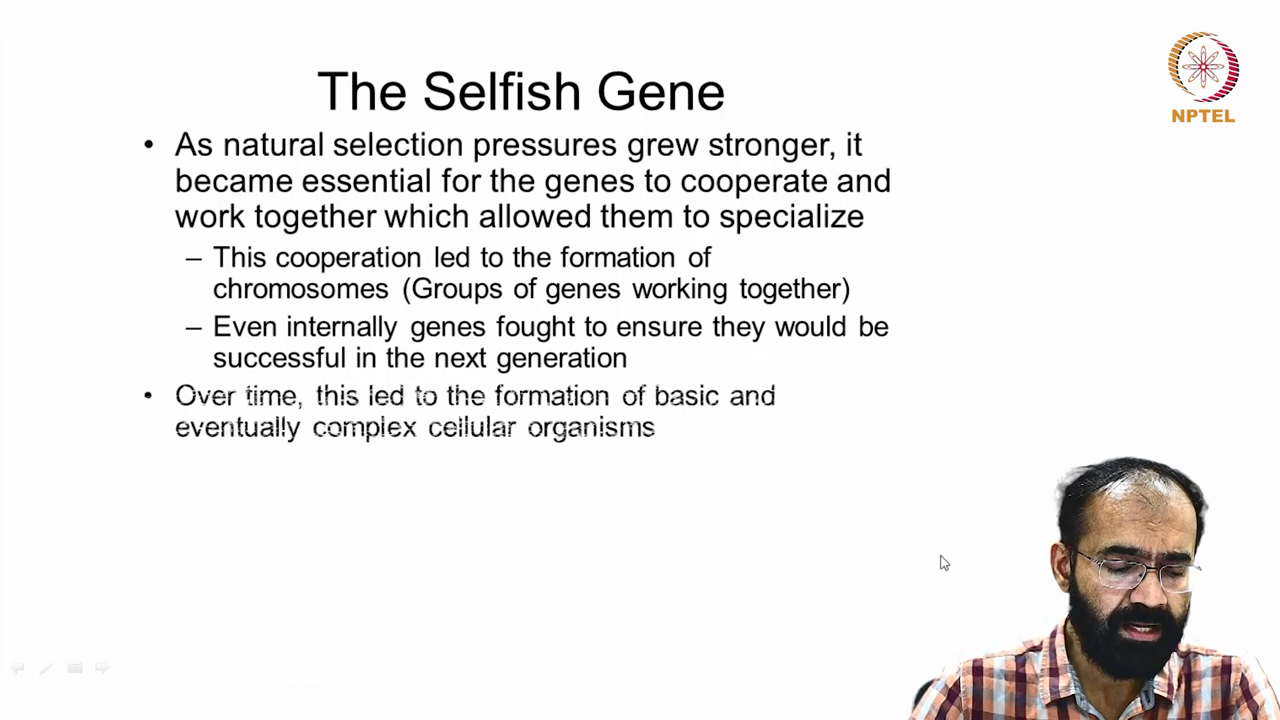 The Selfish Gene
NPTEL
• As natural selection pressures grew stronger, it
became essential for the genes to cooperate and
work together which allowed them to specialize
– This cooperation led to the formation of
chromosomes (Groups of genes working together)
– Even internally genes fought to ensure they would be
successful in the next generation
• Over time, this led to the formation of basic and
eventually complex cellular organisms